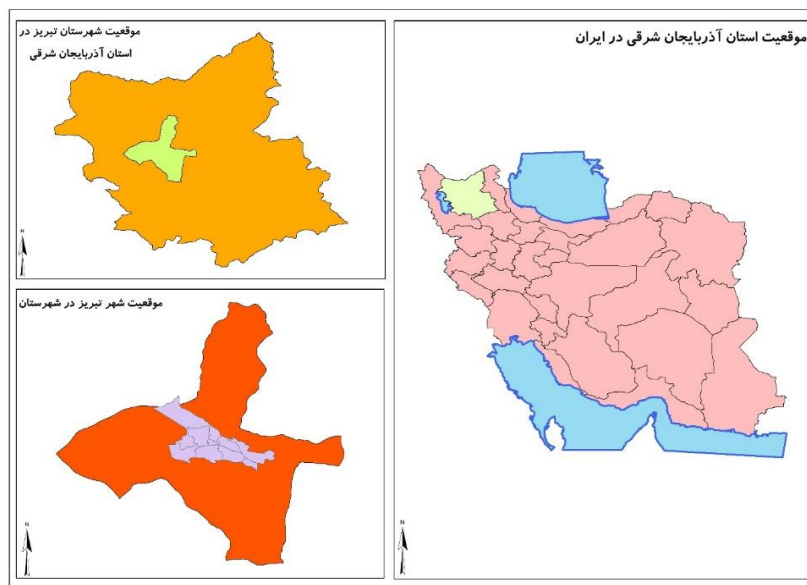 موقعیت استان آذربایجان شرقی در ایران
موقعیت شهرستان تبریز در
استان آذربایجان شرقی
موقعیت شهر تبریز در شهرستان
N
N
N